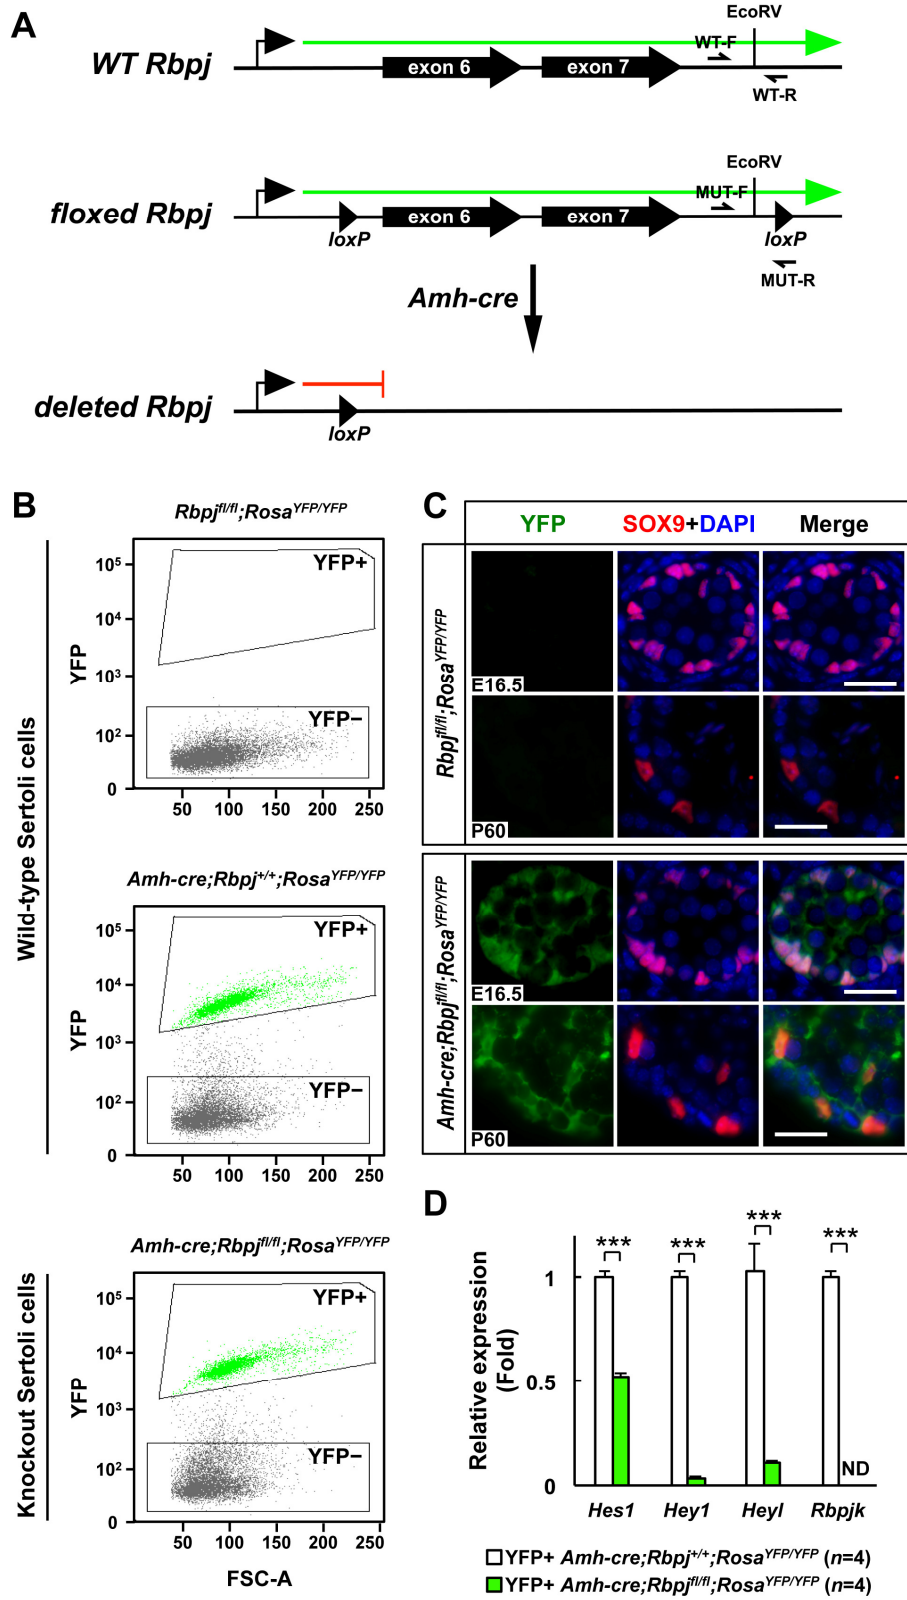 A
EcoRV
WT Rbpj
WT-F
exon 6
exon 7
WT-R
EcoRV
floxed Rbpj
MUT-F
exon 6
exon 7
loxP
loxP
MUT-R
Amh-cre
deleted Rbpj
loxP
B
Wild-type Sertoli cells
Rbpjfl/fl;RosaYFP/YFP
YFP
10⁵
10⁴
10³
10²
0
YFP+
YFP−
50 100 150 200 250
Amh-cre;Rbpj+/+;RosaYFP/YFP
YFP
10⁵
10⁴
10³
10²
0
YFP+
YFP−
50 100 150 200 250
Knockout Sertoli cells
Amh-cre;Rbpjfl/fl;RosaYFP/YFP
YFP
10⁵
10⁴
10³
10²
0
YFP+
YFP−
50 100 150 200 250
FSC-A
C
YFP SOX9+DAPI Merge
Rbpjfl/fl;RosaYFP/YFP
E16.5
P60
Amh-cre;Rbpjfl/fl;RosaYFP/YFP
E16.5
P60
D
Relative expression
(Fold)
1
0.5
0
***
***
***
***
ND
Hes1 Hey1 Heyl Rbpjk
YFP+ Amh-cre;Rbpj+/+;RosaYFP/YFP (n=4)
YFP+ Amh-cre;Rbpjfl/fl;RosaYFP/YFP (n=4)